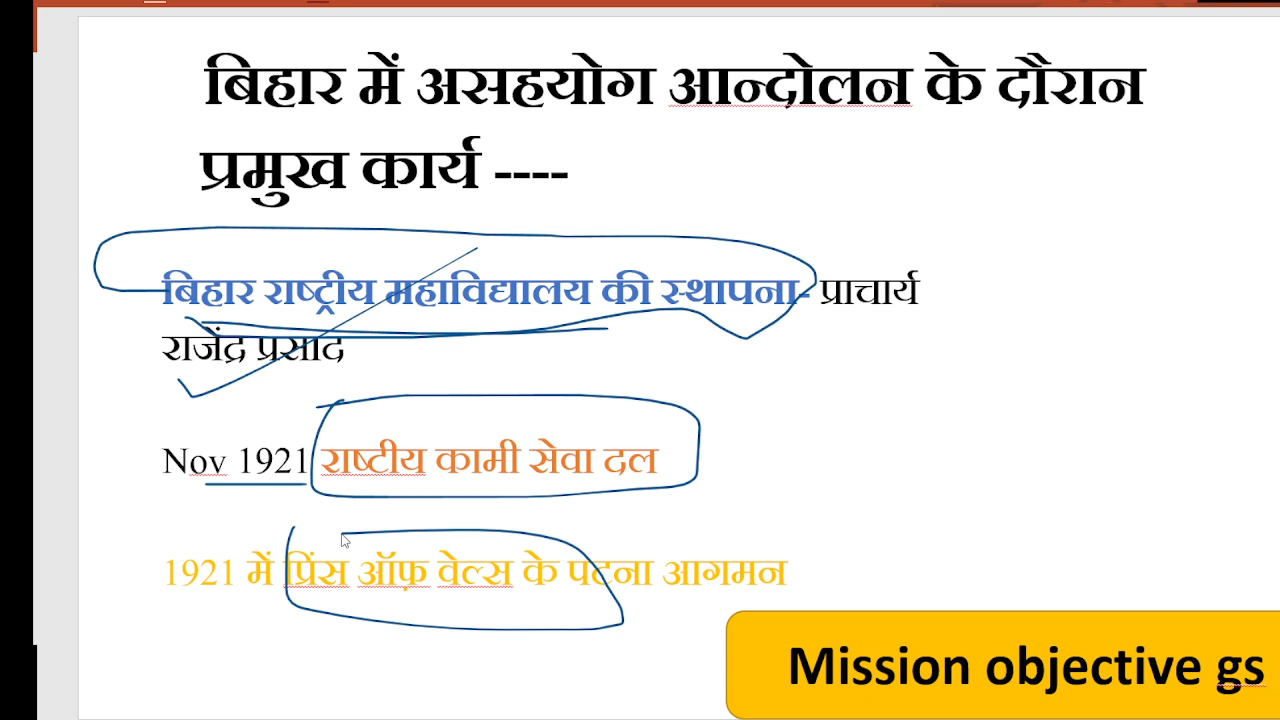 बिहार में असहयोग आन्दोलन के दौरान
प्रमुख कार्य ----
बिहार राष्ट्रीय महाविद्यालय की स्थापना- प्राचार्य
राजेंद्र प्रसाद
Nov 1921 राष्टीय कामी सेवा दल
1921 में प्रिंस ऑफ़ वेल्स के पटना आगमन
Mission objective gs